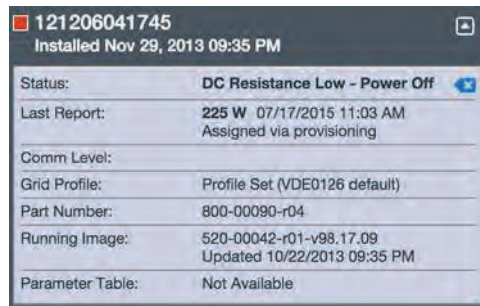 121206041745
Installed Nov 29, 2013 09:35 PM
Status: DC Resistance Low - Power Off
Last Report: 225 W 07/17/2015 11:03 AM
Assigned via provisioning
Comm Level:
Grid Profile: Profile Set (VDE0126 default)
Part Number: 800-00090-r04
Running Image: 520-00042-r01-v98.17.09
Updated 10/22/2013 09:35 PM
Parameter Table: Not Available